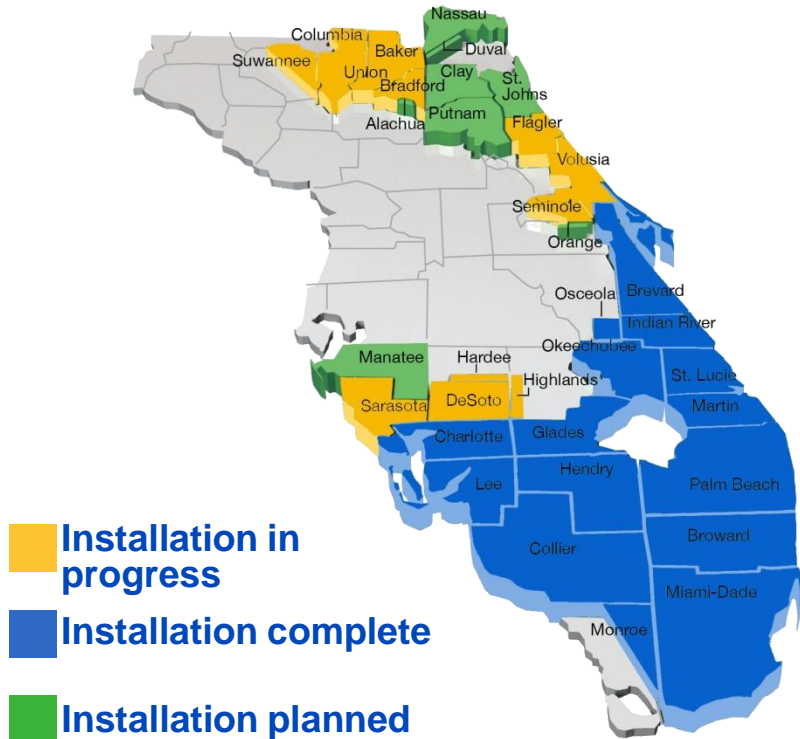 Nassau
Columbia
Baker
Duval
Suwannee
Union
Clay
Bradford
St.
Johns
Alachua
Putnam
Flagler
Volusia
Seminole
Orange
Osceola
Brevard
Indian River
Okeechobee
Manatee
Hardee
Highlands
St. Lucie
Sarasota
DeSoto
Martin
Charlotte
Glades
Hendry
Lee
Palm Beach
Broward
Collier
Miami-Dade
Monroe
Installation in
progress
Installation complete
Installation planned